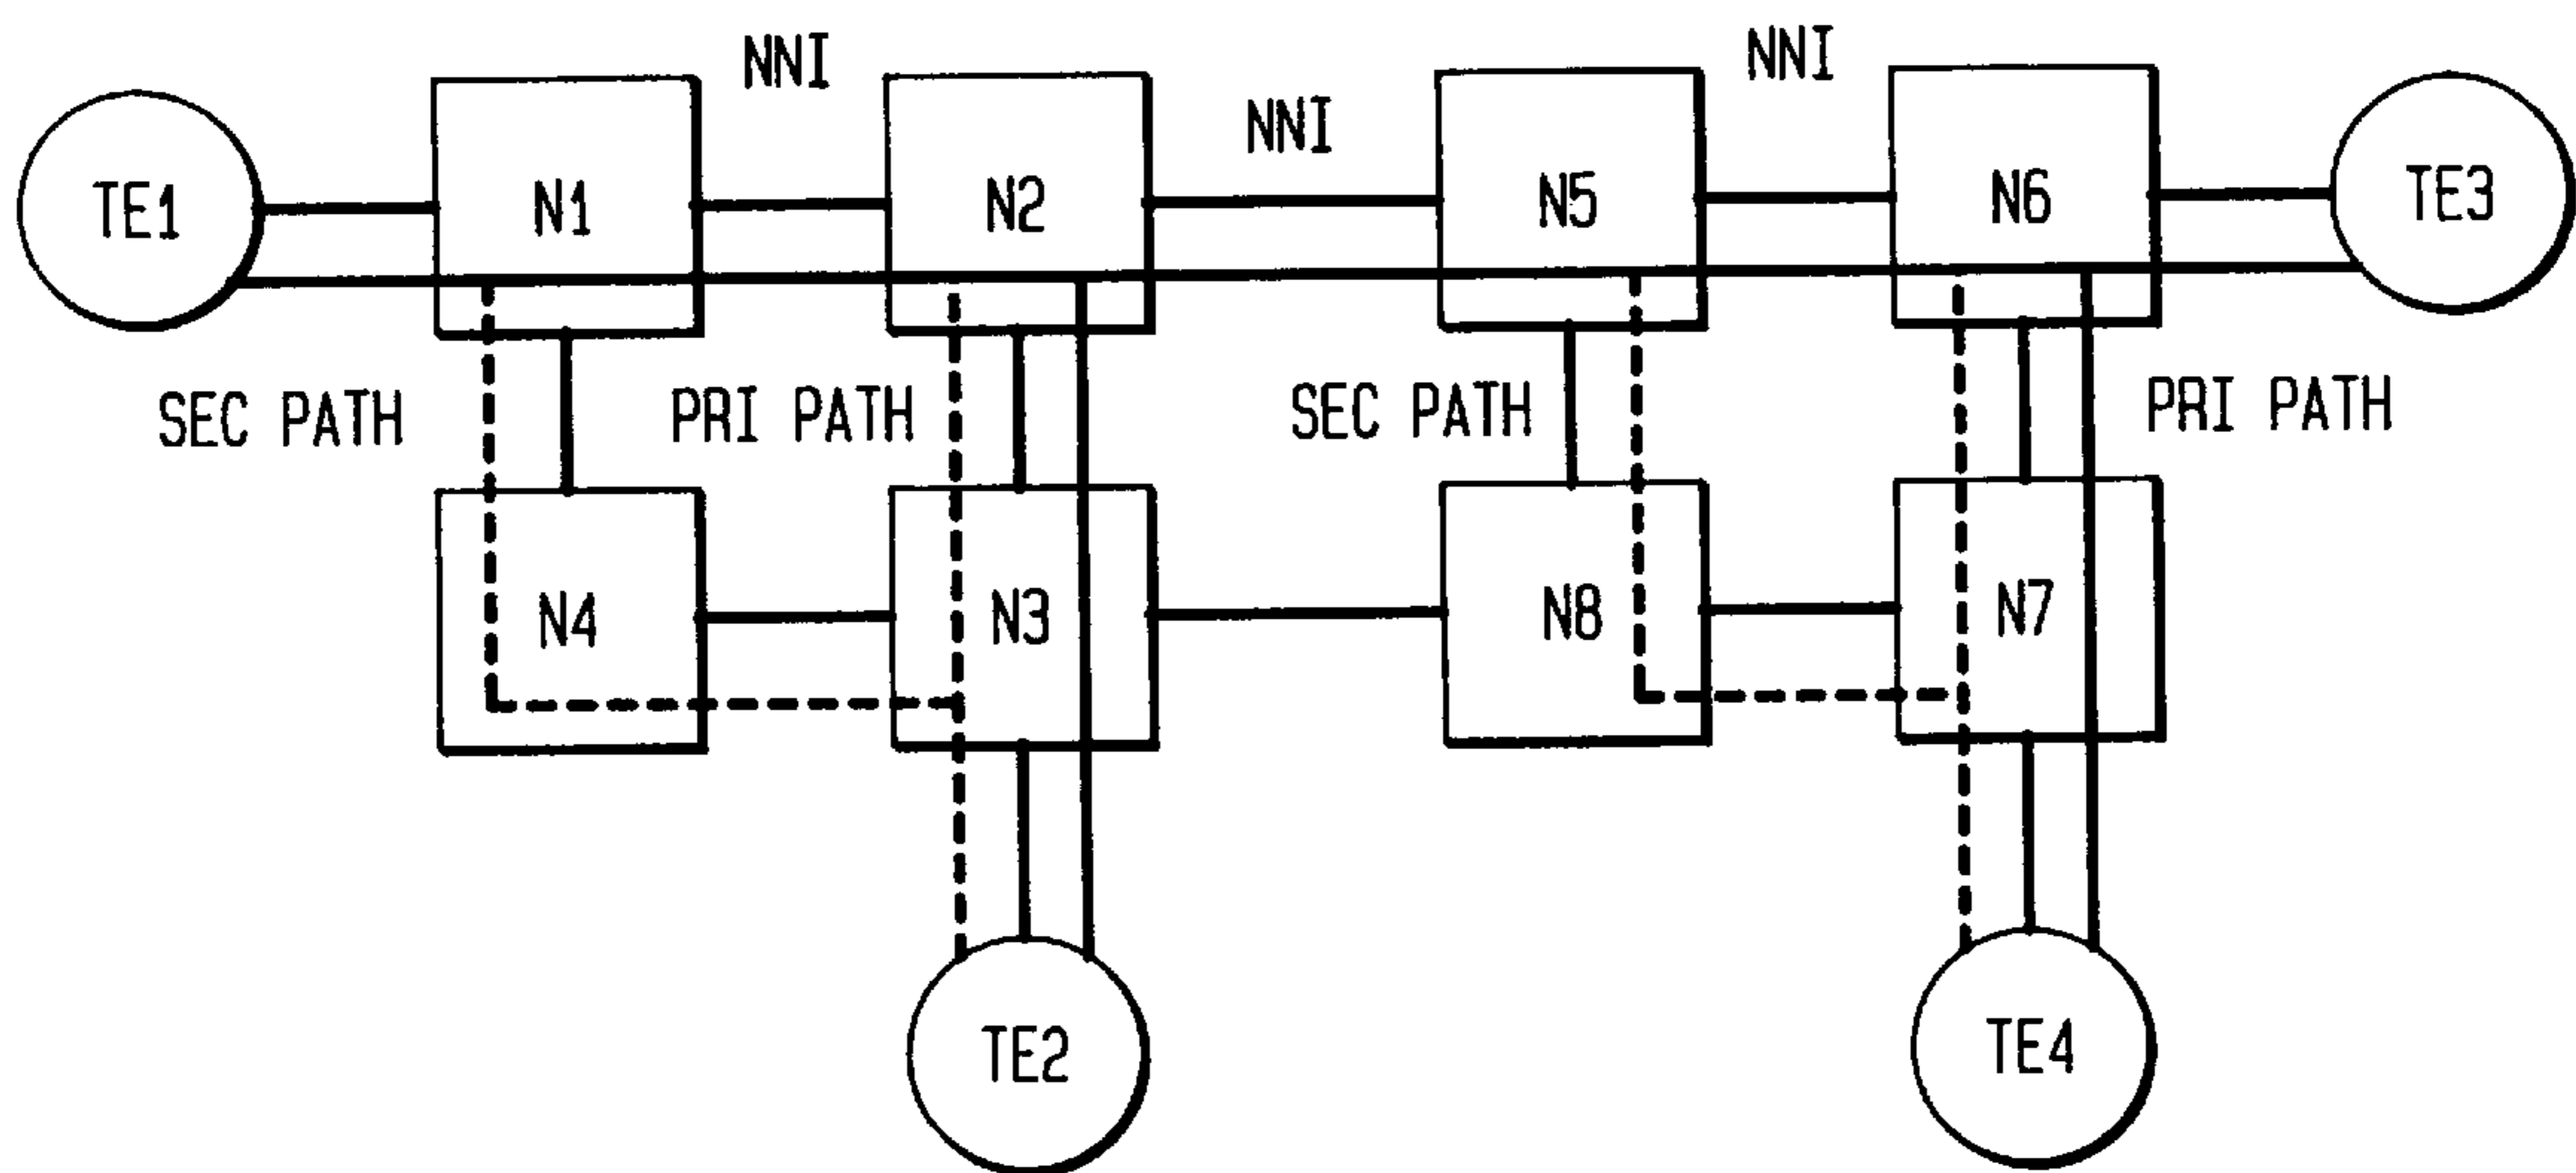 NNI
NNI
NNI
TE1
N1
N2
N5
N6
TE3
SEC PATH
PRI PATH
SEC PATH
PRI PATH
N4
N3
N8
N7
TE2
TE4